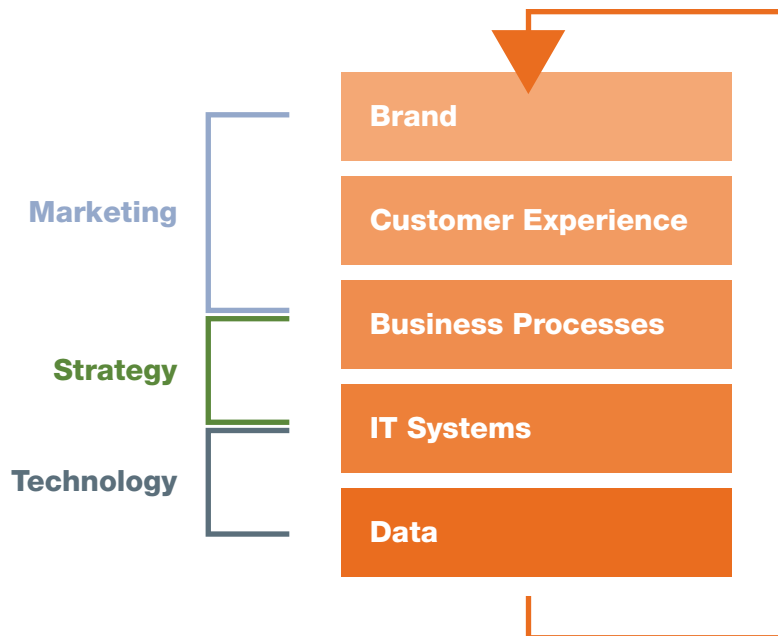 Brand
Marketing
Customer Experience
Business Processes
Strategy
IT Systems
Technology
Data